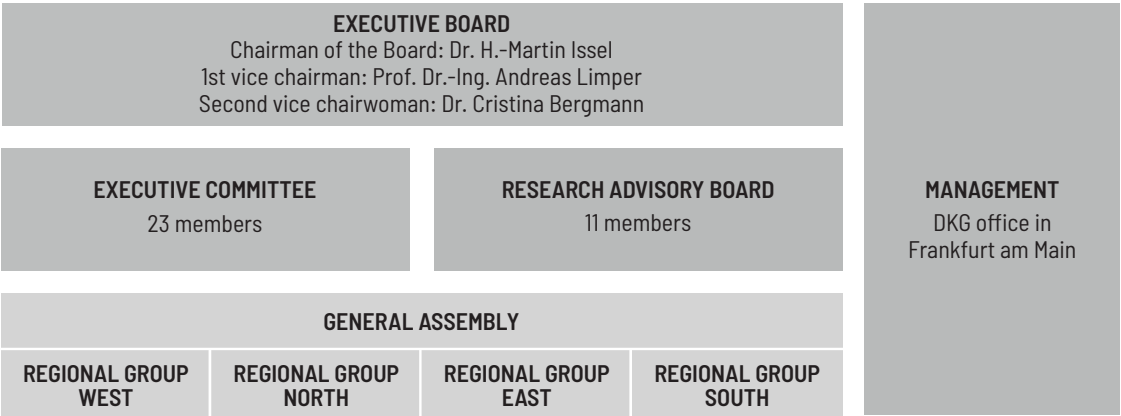 EXECUTIVE BOARD
Chairman of the Board: Dr. H.-Martin Issel
1st vice chairman: Prof. Dr.-Ing. Andreas Limper
Second vice chairwoman: Dr. Cristina Bergmann
EXECUTIVE COMMITTEE
23 members
RESEARCH ADVISORY BOARD
11 members
MANAGEMENT
DKG office in
Frankfurt am Main
GENERAL ASSEMBLY
REGIONAL GROUP
WEST
REGIONAL GROUP
NORTH
REGIONAL GROUP
EAST
REGIONAL GROUP
SOUTH